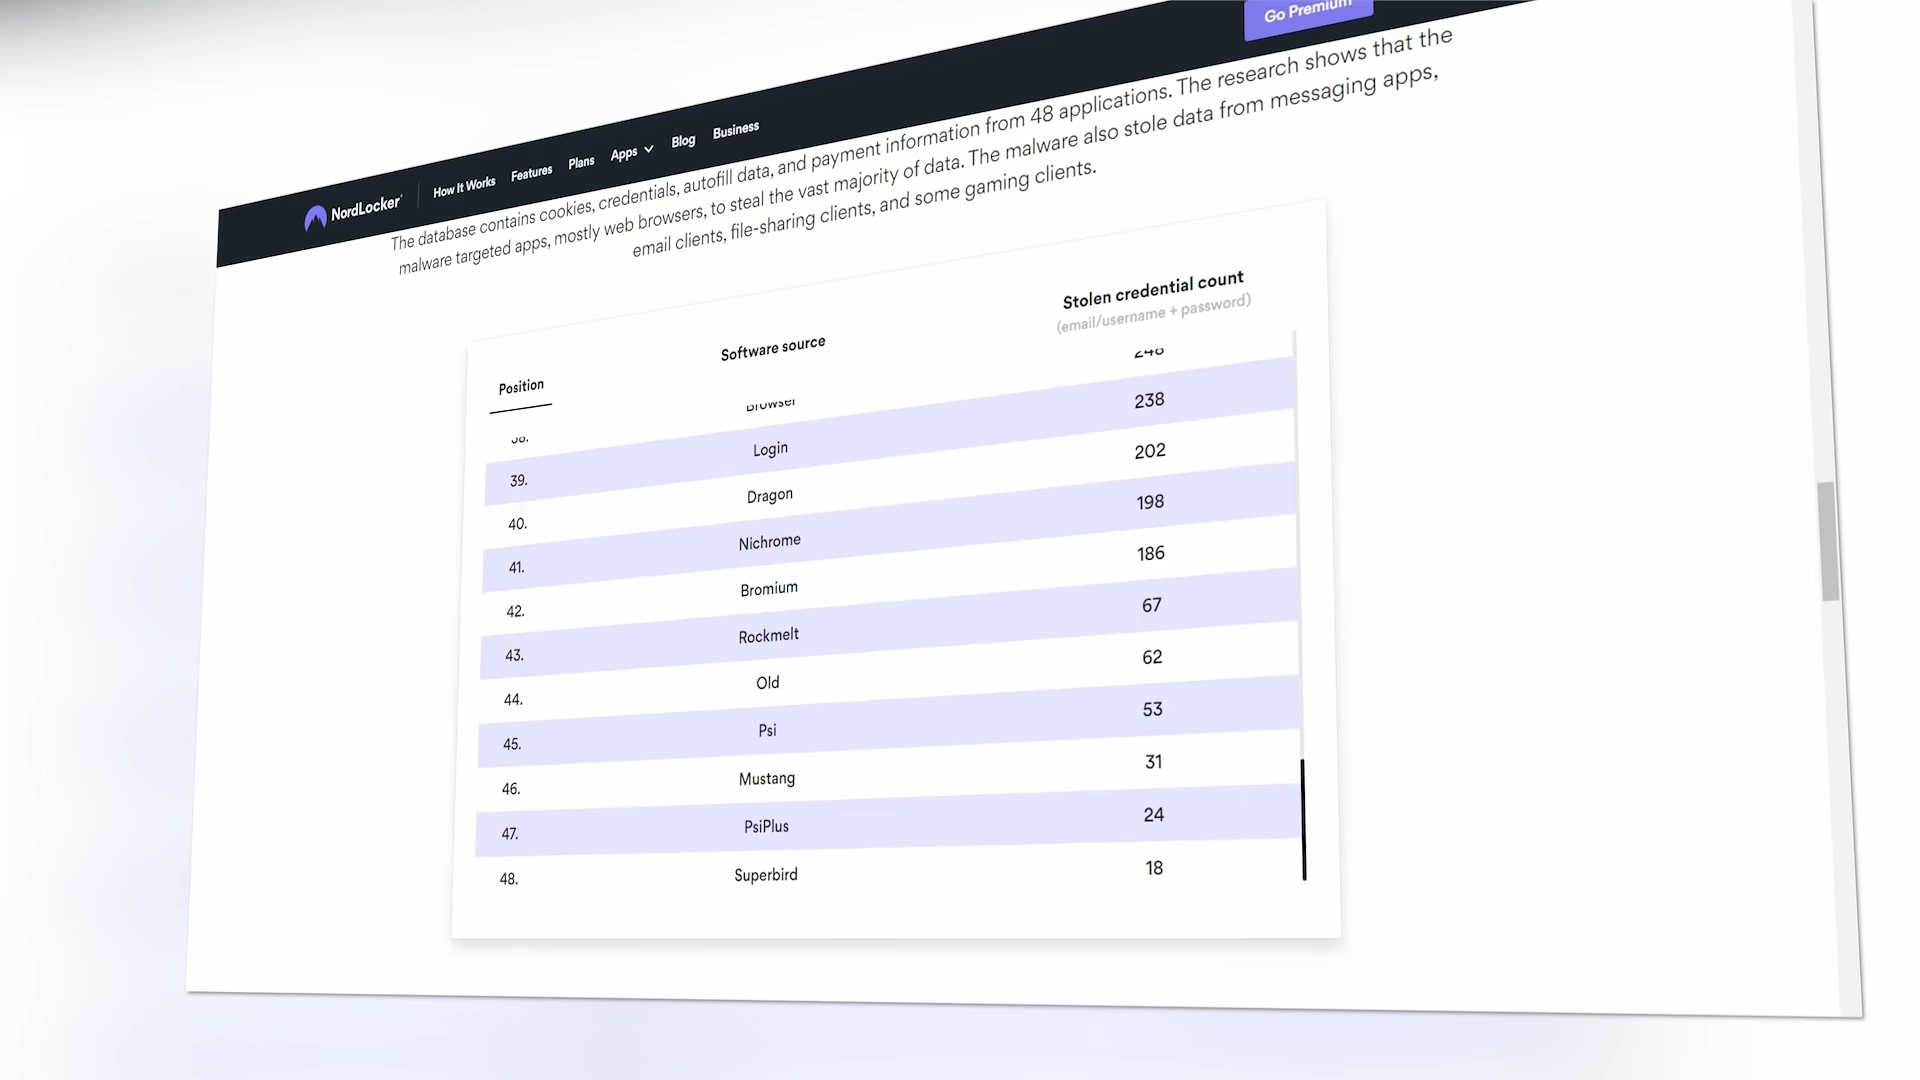 Go Premium
NordLocker
How It Works
Features
Plans
Apps
Blog
Business
The database contains cookies, credentials, autofill data, and payment information from 48 applications. The research shows that the
malware targeted apps, mostly web browsers, to steal the vast majority of data. The malware also stole data from messaging apps,
email clients, file-sharing clients, and some gaming clients.
Position Software source Stolen credential count
(email/username + password)
Browser
39. Login 238
40. Dragon 202
41. Nichrome 198
42. Bromium 186
43. Rockmelt 67
44. Old 62
45. Psi 53
46. Mustang 31
47. PsiPlus 24
48. Superbird 18